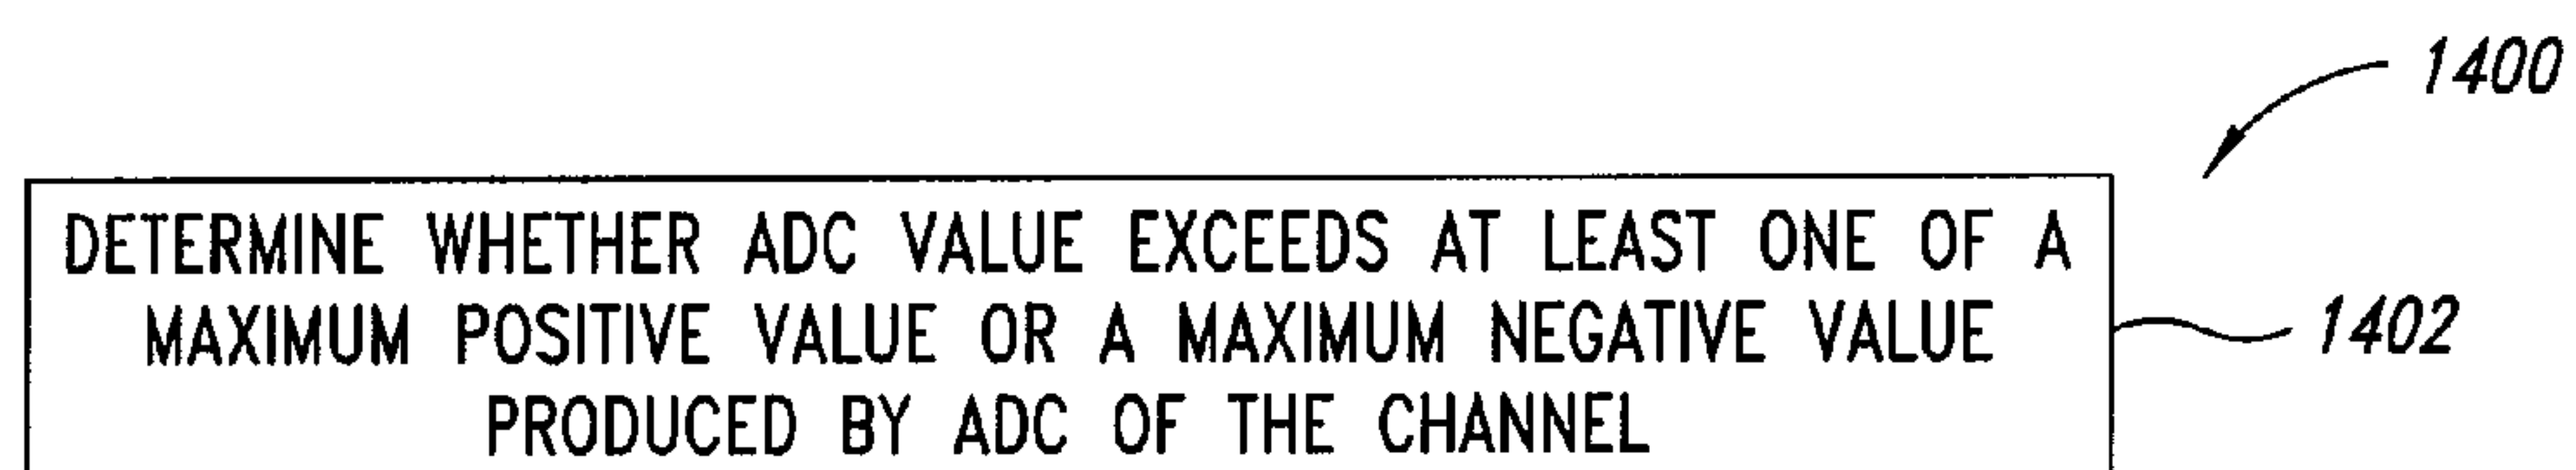 1400
DETERMINE WHETHER ADC VALUE EXCEEDS AT LEAST ONE OF A
MAXIMUM POSITIVE VALUE OR A MAXIMUM NEGATIVE VALUE
1402
PRODUCED BY ADC OF THE CHANNEL